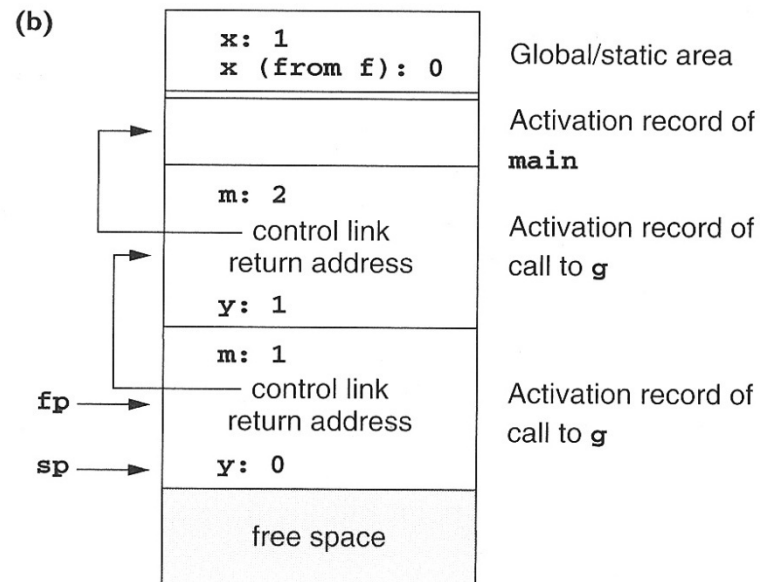 (b)
x: 1
x (from f): 0
Global/static area
Activation record of
main
m: 2
control link
return address
y: 1
Activation record of
call to g
m: 1
control link
return address
y: 0
Activation record of
call to g
fp
sp
free space